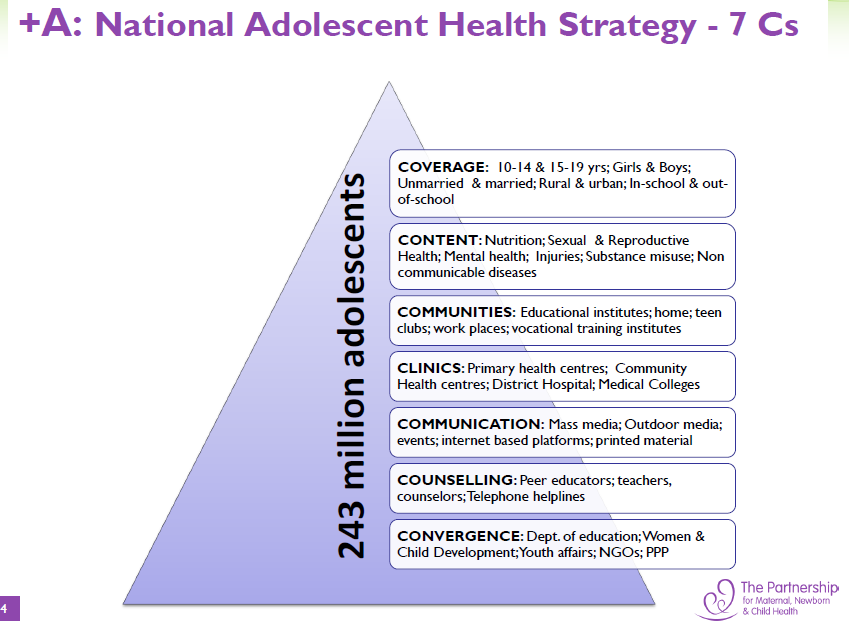 +A: National Adolescent Health Strategy - 7 Cs
243 million adolescents
COVERAGE: 10-14 & 15-19 yrs; Girls & Boys;
Unmarried & married; Rural & urban; In-school & out-
of-school
CONTENT: Nutrition; Sexual & Reproductive
Health; Mental health; Injuries; Substance misuse; Non
communicable diseases
COMMUNITIES: Educational institutes; home; teen
clubs; work places; vocational training institutes
CLINICS: Primary health centres; Community
Health centres; District Hospital; Medical Colleges
COMMUNICATION: Mass media; Outdoor media;
events; internet based platforms; printed material
COUNSELLING: Peer educators; teachers,
counselors; Telephone helplines
CONVERGENCE: Dept. of education; Women &
Child Development; Youth affairs; NGOs; PPP
4
The Partnership
for Maternal, Newborn
& Child Health